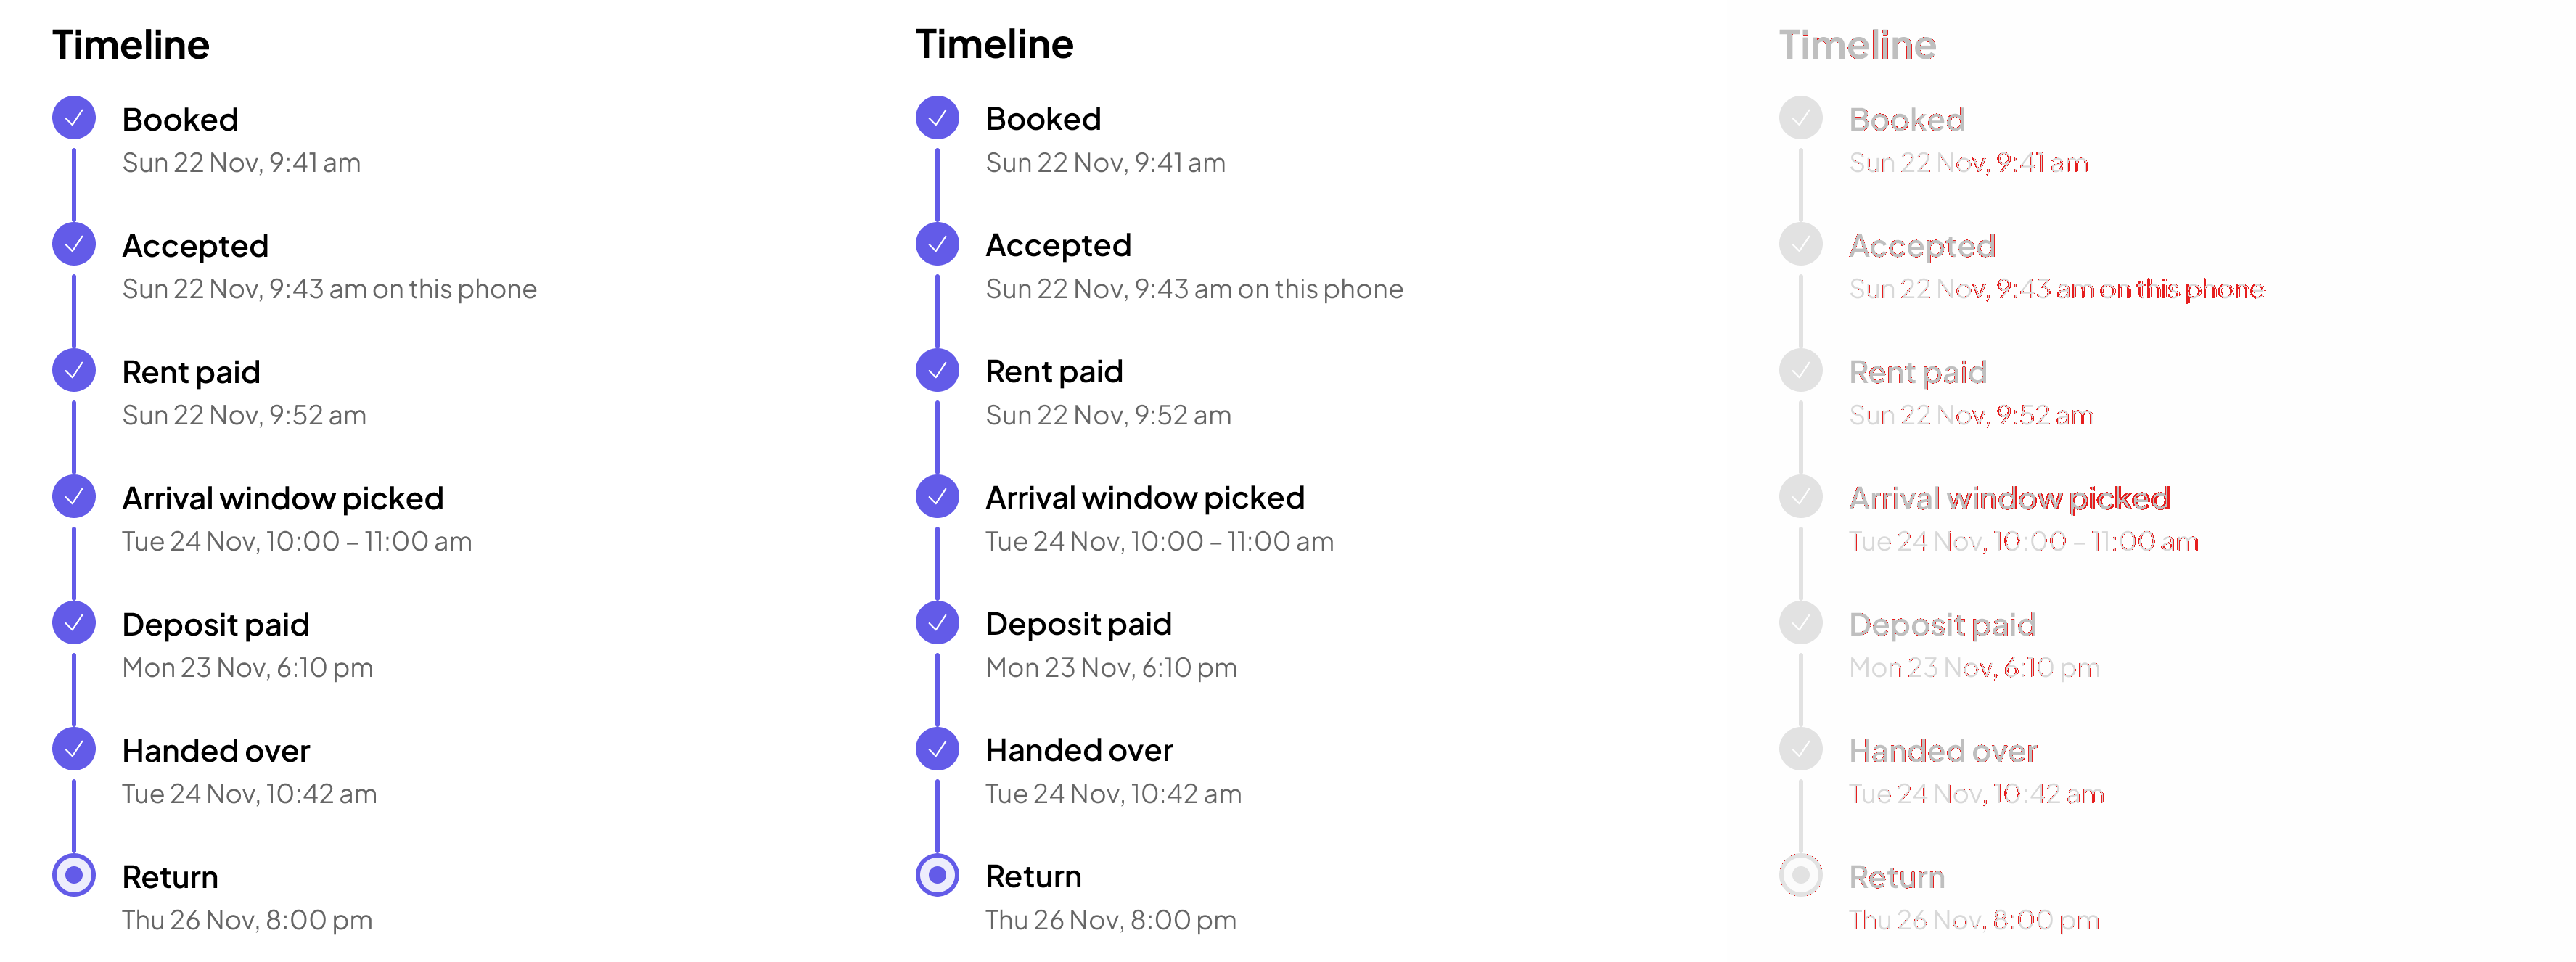 Timeline
Booked
Sun 22 Nov, 9:41 am
Accepted
Sun 22 Nov, 9:43 am on this phone
Rent paid
Sun 22 Nov, 9:52 am
Arrival window picked
Tue 24 Nov, 10:00 – 11:00 am
Deposit paid
Mon 23 Nov, 6:10 pm
Handed over
Tue 24 Nov, 10:42 am
Return
Thu 26 Nov, 8:00 pm
Timeline
Booked
Sun 22 Nov, 9:41 am
Accepted
Sun 22 Nov, 9:43 am on this phone
Rent paid
Sun 22 Nov, 9:52 am
Arrival window picked
Tue 24 Nov, 10:00 – 11:00 am
Deposit paid
Mon 23 Nov, 6:10 pm
Handed over
Tue 24 Nov, 10:42 am
Return
Thu 26 Nov, 8:00 pm
Timeline
Booked
Sun 22 Nov, 9:41 am
Accepted
Sun 22 Nov, 9:43 am on this phone
Rent paid
Sun 22 Nov, 9:52 am
Arrival window picked
Tue 24 Nov, 10:00 – 11:00 am
Deposit paid
Mon 23 Nov, 6:10 pm
Handed over
Tue 24 Nov, 10:42 am
Return
Thu 26 Nov, 8:00 pm